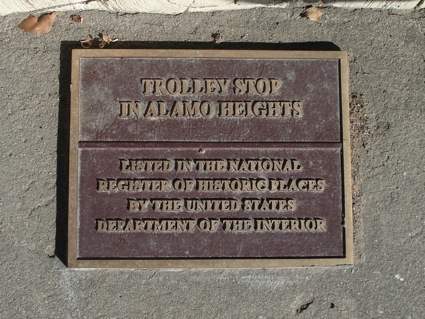 TROLLEY STOP
IN ALAMO HEIGHTS
LISTED IN THE NATIONAL
REGISTER OF HISTORIC PLACES
BY THE UNITED STATES
DEPARTMENT OF THE INTERIOR